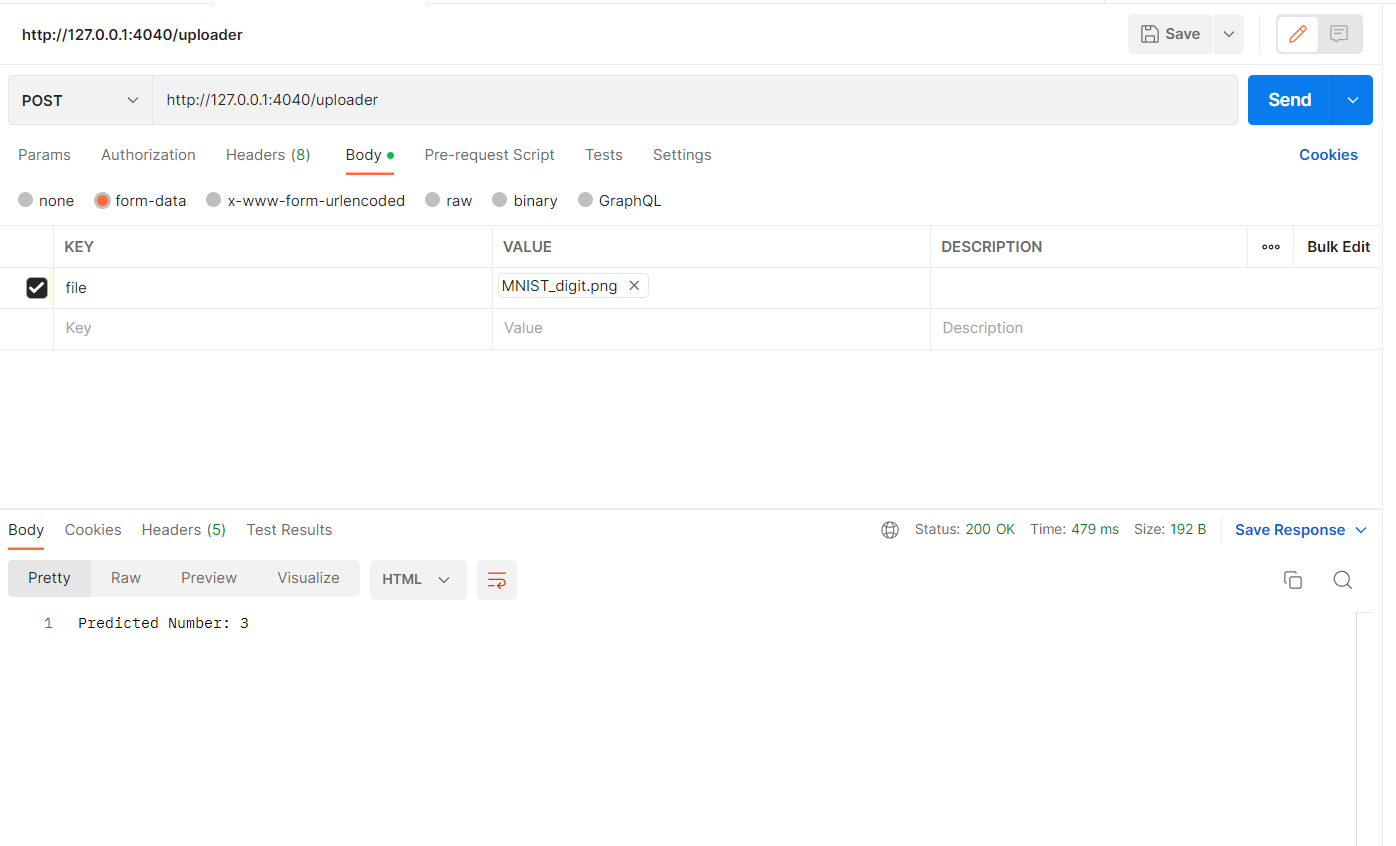 http://127.0.0.1:4040/uploader
Save
POST
http://127.0.0.1:4040/uploader
Send
Params Authorization Headers (8) Body Pre-request Script Tests Settings Cookies
none form-data x-www-form-urlencoded raw binary GraphQL
KEY VALUE DESCRIPTION Bulk Edit
file MNIST_digit.png
Key Value Description
Body Cookies Headers (5) Test Results Status: 200 OK Time: 479 ms Size: 192 B Save Response
Pretty Raw Preview Visualize HTML
1 Predicted Number: 3